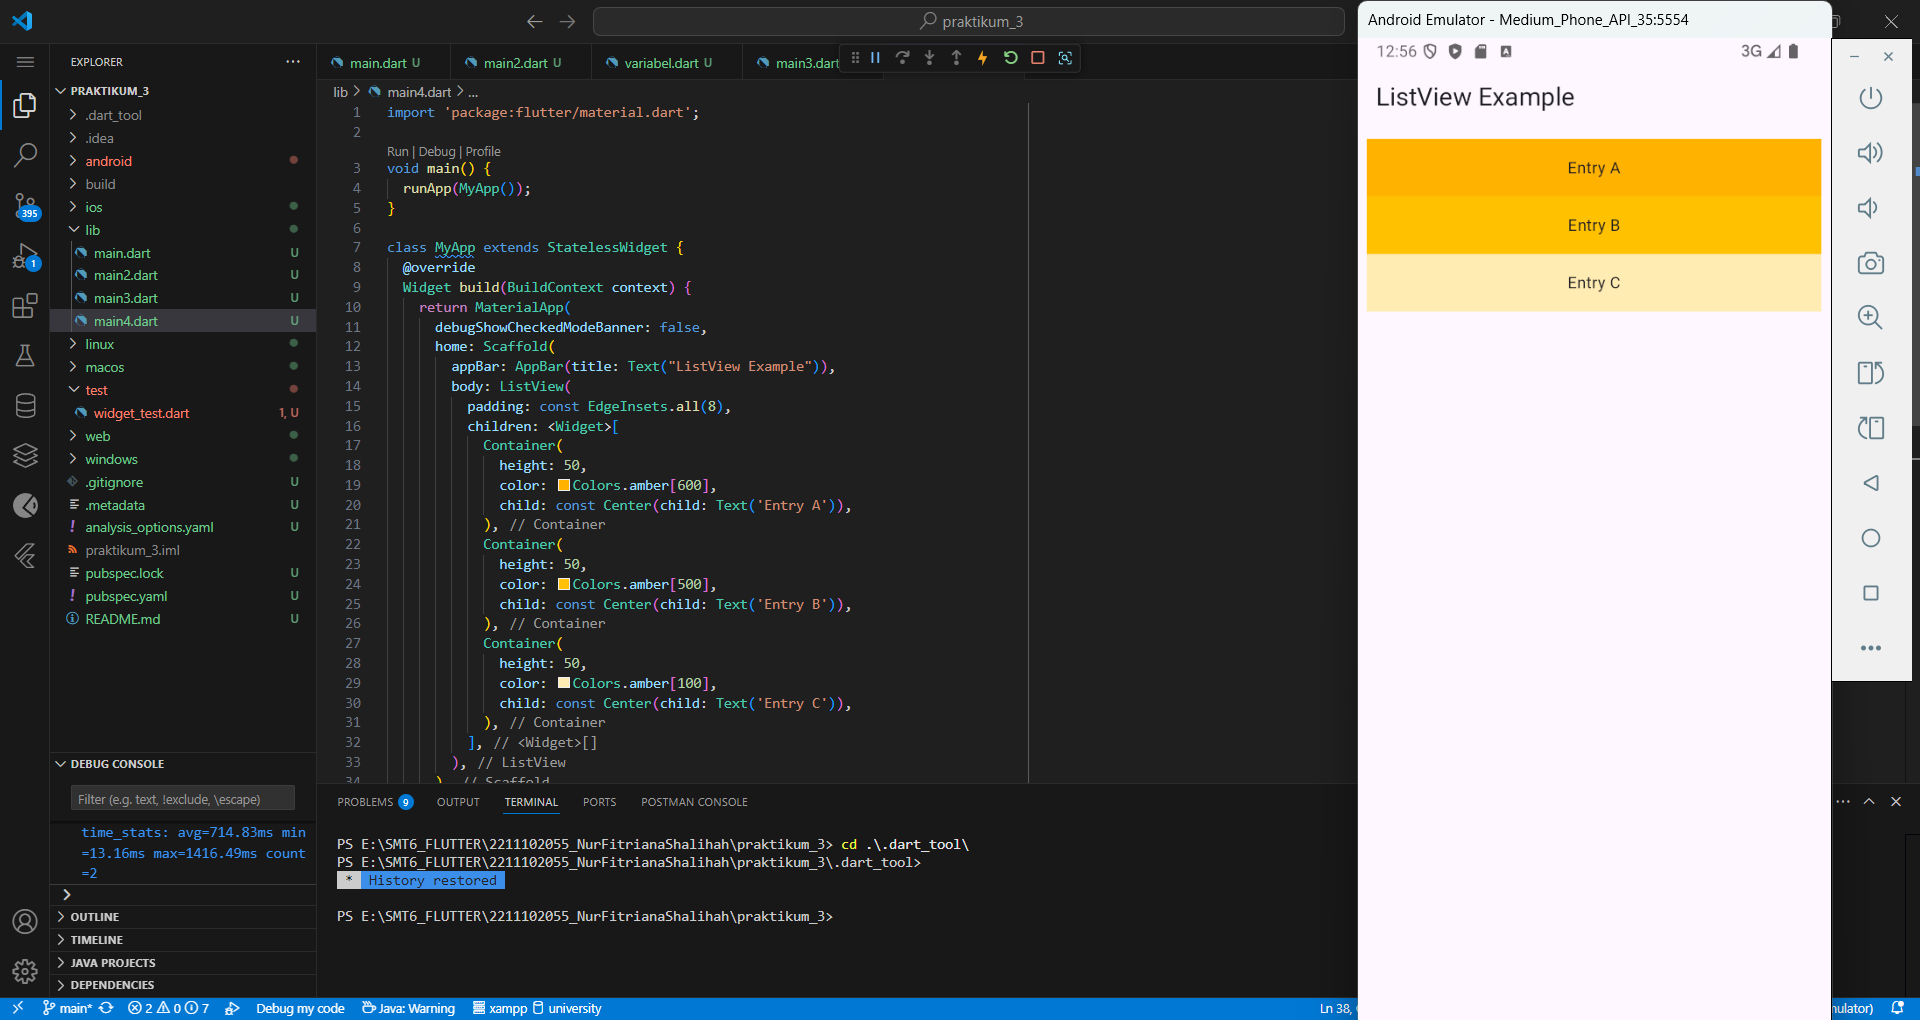 praktikum_3
Android Emulator - Medium_Phone_API_35:5554
EXPLORER
PRAKTIKUM_3
.dart_tool
.idea
android
build
ios
lib
main.dart U
main2.dart U
main3.dart U
main4.dart U
linux
macos
test
widget_test.dart 1, U
web
windows
.gitignore U
.metadata U
analysis_options.yaml U
praktikum_3.iml
pubspec.lock U
pubspec.yaml U
README.md U
395
1
DEBUG CONSOLE
Filter (e.g. text, !exclude, \escape)
time_stats: avg=714.83ms min
=13.16ms max=1416.49ms count
=2
OUTLINE
TIMELINE
JAVA PROJECTS
DEPENDENCIES
main.dart U
main2.dart U
variabel.dart U
main3.dart
lib > main4.dart > ...
1 import 'package:flutter/material.dart';
2
Run | Debug | Profile
3 void main() {
4 runApp(MyApp());
5 }
6
7 class MyApp extends StatelessWidget {
8 @override
9 Widget build(BuildContext context) {
10 return MaterialApp(
11 debugShowCheckedModeBanner: false,
12 home: Scaffold(
13 appBar: AppBar(title: Text("ListView Example")),
14 body: ListView(
15 padding: const EdgeInsets.all(8),
16 children: <Widget>[
17 Container(
18 height: 50,
19 color: Colors.amber[600],
20 child: const Center(child: Text('Entry A')),
21 ), // Container
22 Container(
23 height: 50,
24 color: Colors.amber[500],
25 child: const Center(child: Text('Entry B')),
26 ), // Container
27 Container(
28 height: 50,
29 color: Colors.amber[100],
30 child: const Center(child: Text('Entry C')),
31 ), // Container
32 ], // <Widget>[]
33 ), // ListView
34 ), // Scaffold
PROBLEMS 9 OUTPUT TERMINAL PORTS POSTMAN CONSOLE
PS E:\SMT6_FLUTTER\2211102055_NurFitrianaShalihah\praktikum_3> cd .\.dart_tool\
PS E:\SMT6_FLUTTER\2211102055_NurFitrianaShalihah\praktikum_3\.dart_tool>
* History restored
PS E:\SMT6_FLUTTER\2211102055_NurFitrianaShalihah\praktikum_3>
12:56 3G
ListView Example
Entry A
Entry B
Entry C
main* 2 0 7 Debug my code Java: Warning xampp university Ln 38, mulator)